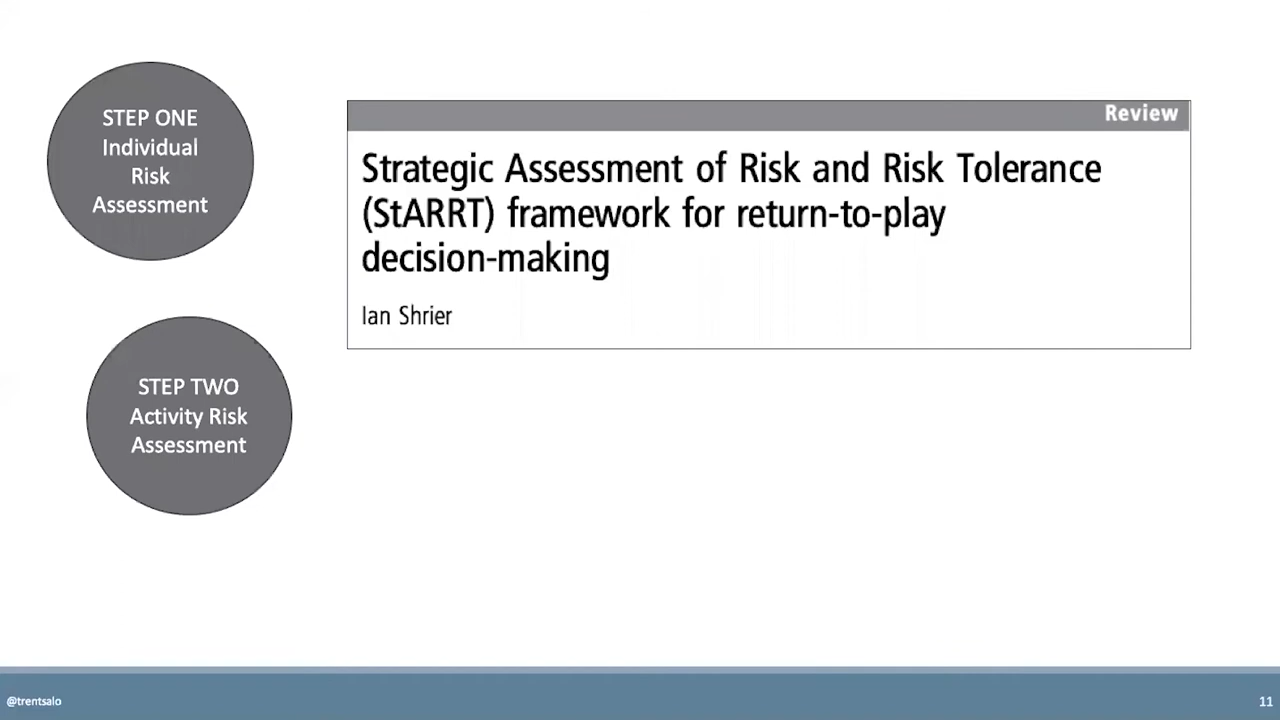 STEP ONE
Individual
Risk
Assessment
Review
Strategic Assessment of Risk and Risk Tolerance
(StARRT) framework for return-to-play
decision-making
Ian Shrier
STEP TWO
Activity Risk
Assessment
@trentsalo
11